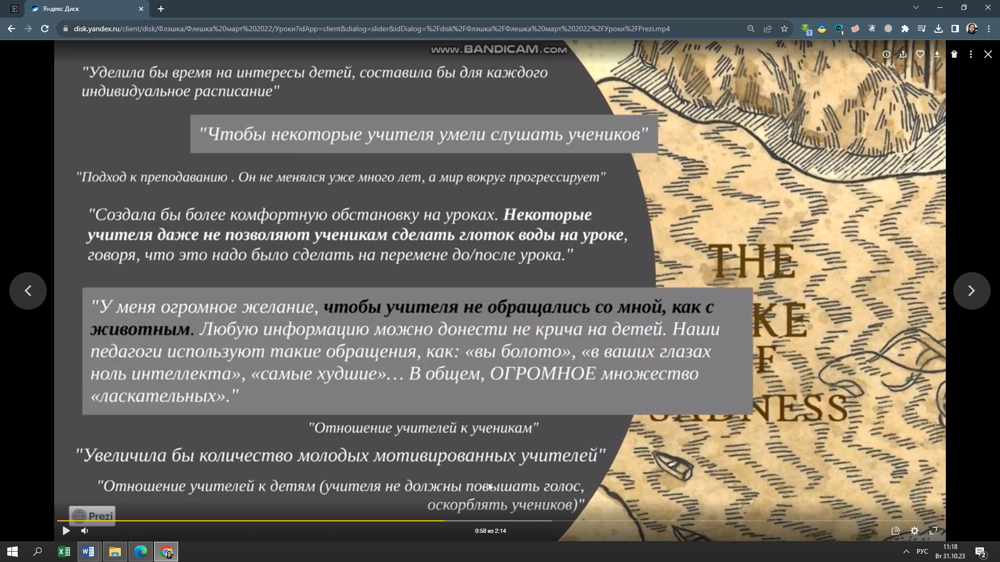 Яндекс Диск
disk.yandex.ru/client/disk/Флэшка/Флешка%20март%202022/Уроки?idApp=client&dialog=slider&idDialog=%2Fdisk%2FФлэшка%2FФлешка%20март%202022%2FУроки%2FPrezi.mp4
www.BANDICAM.com
"Уделила бы время на интересы детей, составила бы для каждого
индивидуальное расписание"
"Чтобы некоторые учителя умели слушать учеников"
"Подход к преподаванию . Он не менялся уже много лет, а мир вокруг прогрессирует"
"Создала бы более комфортную обстановку на уроках. Некоторые
учителя даже не позволяют ученикам сделать глоток воды на уроке,
говоря, что это надо было сделать на перемене до/после урока."
THE
KE
F
"У меня огромное желание, чтобы учителя не обращались со мной, как с
животным. Любую информацию можно донести не крича на детей. Наши
педагоги используют такие обращения, как: «вы болото», «в ваших глазах
ноль интеллекта», «самые худшие»… В общем, ОГРОМНОЕ множество
«ласкательных»."
SADNESS
"Отношение учителей к ученикам"
"Увеличила бы количество молодых мотивированных учителей"
"Отношение учителей к детям (учителя не должны повышать голос,
оскорблять учеников)"
Prezi
0:58 из 2:14
РУС
11:18
Вт 31.10.23
2